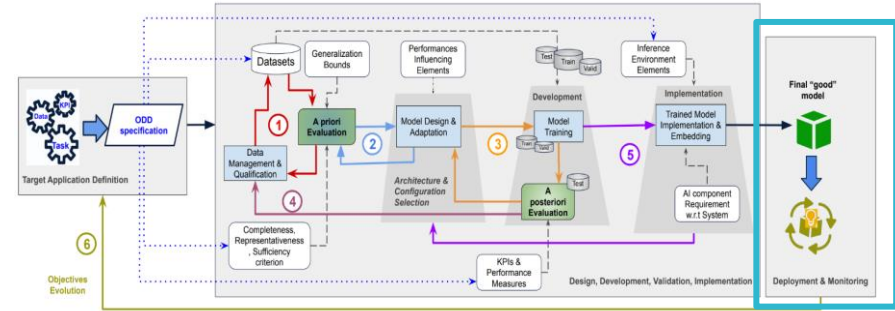 Data
KPI
Task
ODD
specification
Target Application Definition
Datasets
Generalization
Bounds
Performances
Influencing
Elements
Test
Train
Valid
Inference
Environment
Elements
1
A priori
Evaluation
2
Model Design &
Adaptation
3
Development
Model
Training
Train
Valid
5
Implementation
Trained Model
Implementation &
Embedding
Data
Management &
Qualification
4
Architecture &
Configuration
Selection
Test
A
posteriori
Evaluation
AI component
Requirement
w.r.t System
Completeness,
Representativeness
, Sufficiency
criterion
KPIs &
Performance
Measures
Design, Development, Validation, Implementation
Final "good"
model
Deployment & Monitoring
6
Objectives
Evolution